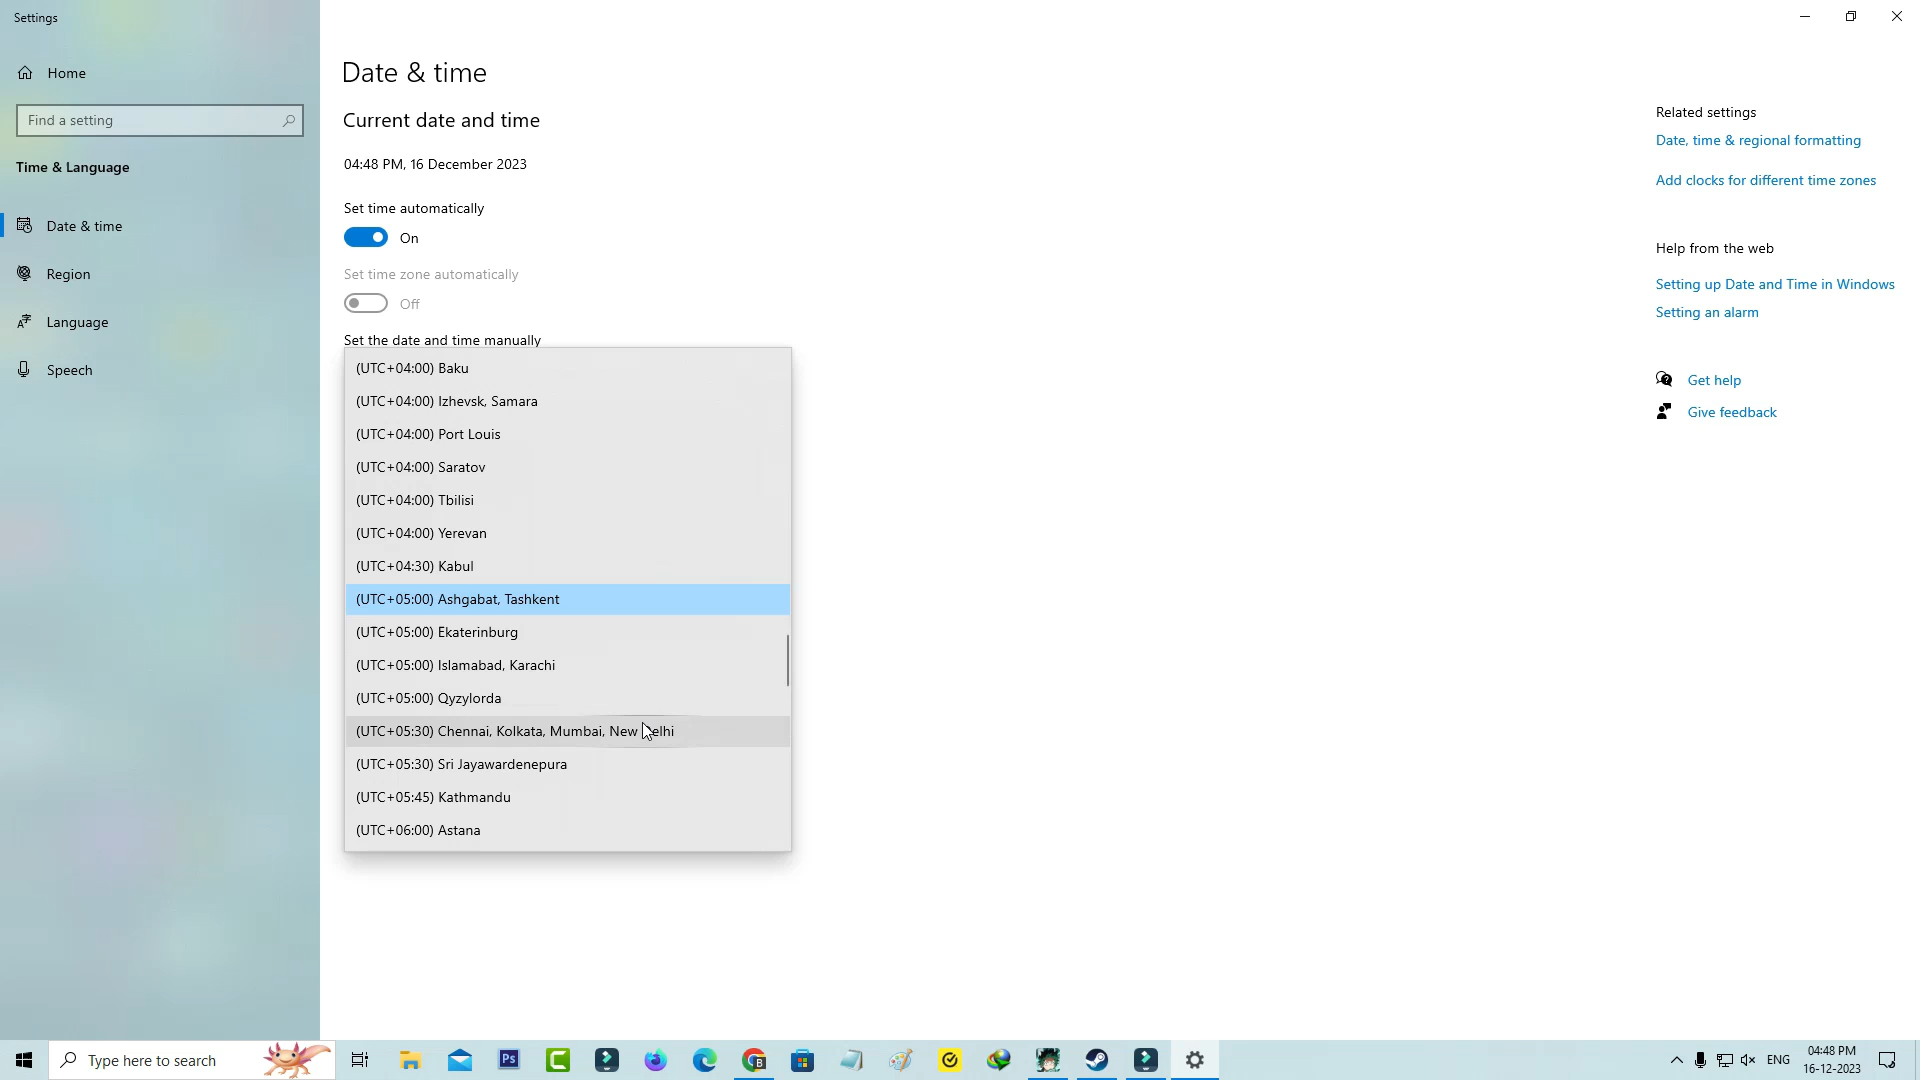 Settings
Home
Find a setting
Time & Language
Date & time
Region
Language
Speech
Date & time
Current date and time
04:48 PM, 16 December 2023
Set time automatically
On
Set time zone automatically
Off
Set the date and time manually
(UTC+04:00) Baku
(UTC+04:00) Izhevsk, Samara
(UTC+04:00) Port Louis
(UTC+04:00) Saratov
(UTC+04:00) Tbilisi
(UTC+04:00) Yerevan
(UTC+04:30) Kabul
(UTC+05:00) Ashgabat, Tashkent
(UTC+05:00) Ekaterinburg
(UTC+05:00) Islamabad, Karachi
(UTC+05:00) Qyzylorda
(UTC+05:30) Chennai, Kolkata, Mumbai, New Delhi
(UTC+05:30) Sri Jayawardenepura
(UTC+05:45) Kathmandu
(UTC+06:00) Astana
Related settings
Date, time & regional formatting
Add clocks for different time zones
Help from the web
Setting up Date and Time in Windows
Setting an alarm
Get help
Give feedback
Type here to search
Ps
B
ENG
04:48 PM
16-12-2023